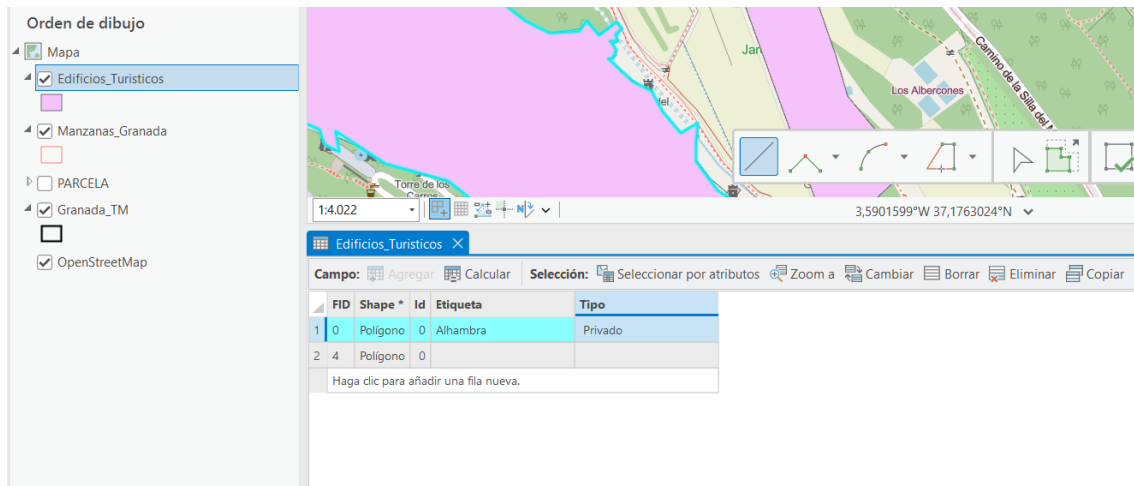 Orden de dibujo
Mapa
Edificios_Turisticos
Manzanas_Granada
PARCELA
Granada_TM
OpenStreetMap
Jar
Los Albercones
Camino de la Silla del M
del
Torre de los
Carros
1:4.022
N
3,5901599°W 37,1763024°N
Edificios_Turisticos
Campo: Agregar Calcular Selección: Seleccionar por atributos Zoom a Cambiar Borrar Eliminar Copiar
FID Shape * Id Etiqueta Tipo
1 0 Polígono 0 Alhambra Privado
2 4 Polígono 0
Haga clic para añadir una fila nueva.